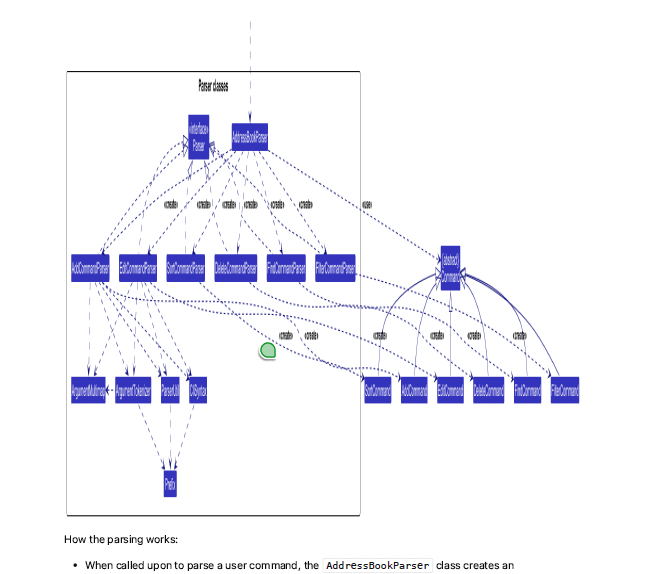 Parser classes
«interface»
Parser
AddressBookParser
«create» «create» «create» «create» «create» «use»
AddCommandParser EditCommandParser SortCommandParser DeleteCommandParser FindCommandParser FilterCommandParser
{abstract}
Command
«create» «create» «create» «create» «create»
ArgumentMultimap ArgumentTokenizer ParserUtil CliSyntax SortCommand AddCommand EditCommand DeleteCommand FindCommand FilterCommand
Prefix
How the parsing works:
• When called upon to parse a user command, the AddressBookParser class creates an